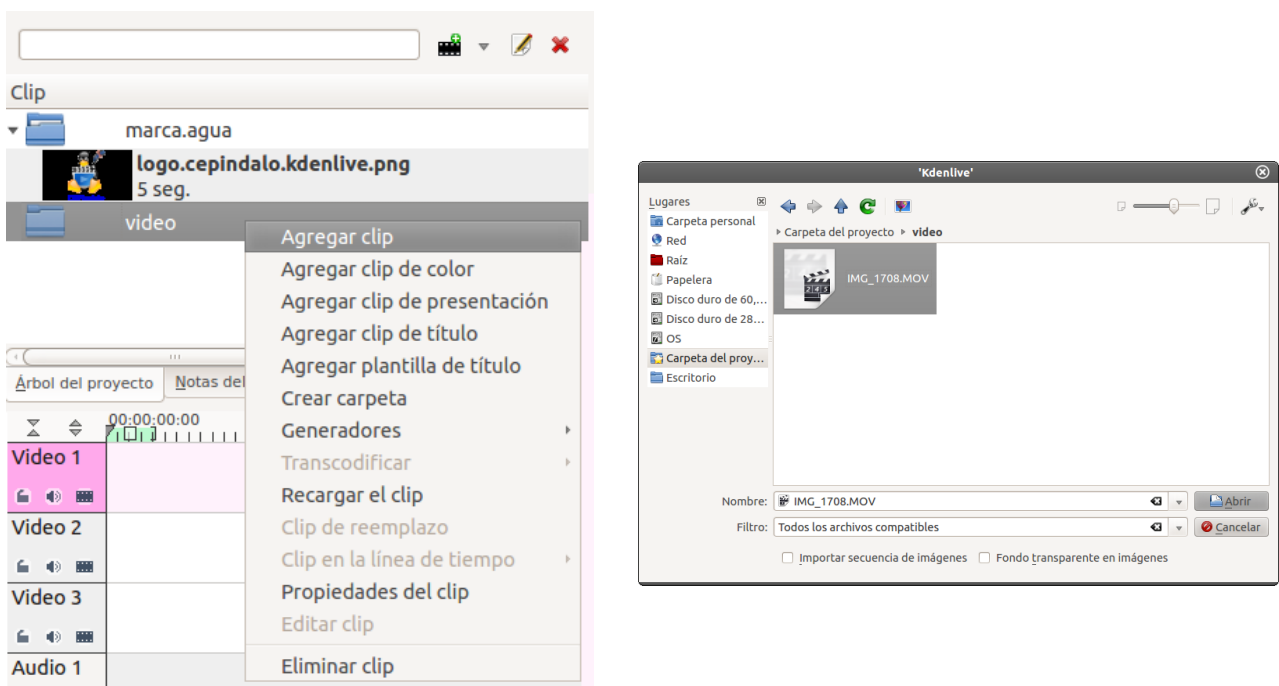 Clip
marca.agua
logo.cepindalo.kdenlive.png
5 seg.
video
Agregar clip
Agregar clip de color
Agregar clip de presentación
Agregar clip de título
Agregar plantilla de título
Crear carpeta
Generadores
Transcodificar
Recargar el clip
Clip de reemplazo
Clip en la línea de tiempo
Propiedades del clip
Editar clip
Eliminar clip
Árbol del proyecto
Notas del
00:00:00:00
Video 1
Video 2
Video 3
Audio 1
'Kdenlive'
Lugares
Carpeta personal
Red
Raíz
Papelera
Disco duro de 60,...
Disco duro de 28...
OS
Carpeta del proy...
Escritorio
Carpeta del proyecto video
IMG_1708.MOV
Nombre: IMG_1708.MOV Abrir
Filtro: Todos los archivos compatibles Cancelar
Importar secuencia de imágenes Fondo transparente en imágenes